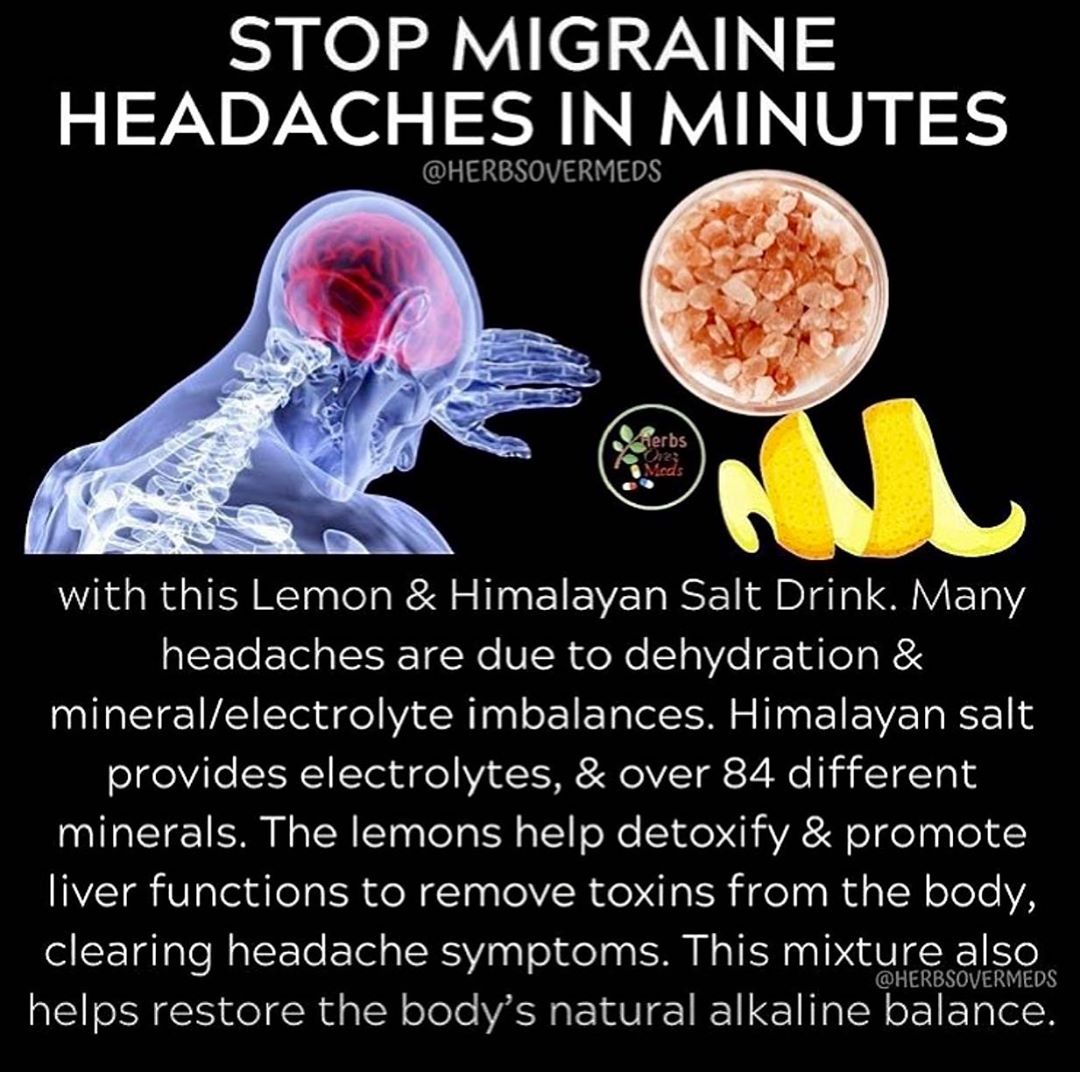 STOP MIGRAINE
HEADACHES IN MINUTES
@HERBSOVERMEDS
Herbs
Over
Meds
with this Lemon & Himalayan Salt Drink. Many
headaches are due to dehydration &
mineral/electrolyte imbalances. Himalayan salt
provides electrolytes, & over 84 different
minerals. The lemons help detoxify & promote
liver functions to remove toxins from the body,
clearing headache symptoms. This mixture also
@HERBSOVERMEDS
helps restore the body's natural alkaline balance.